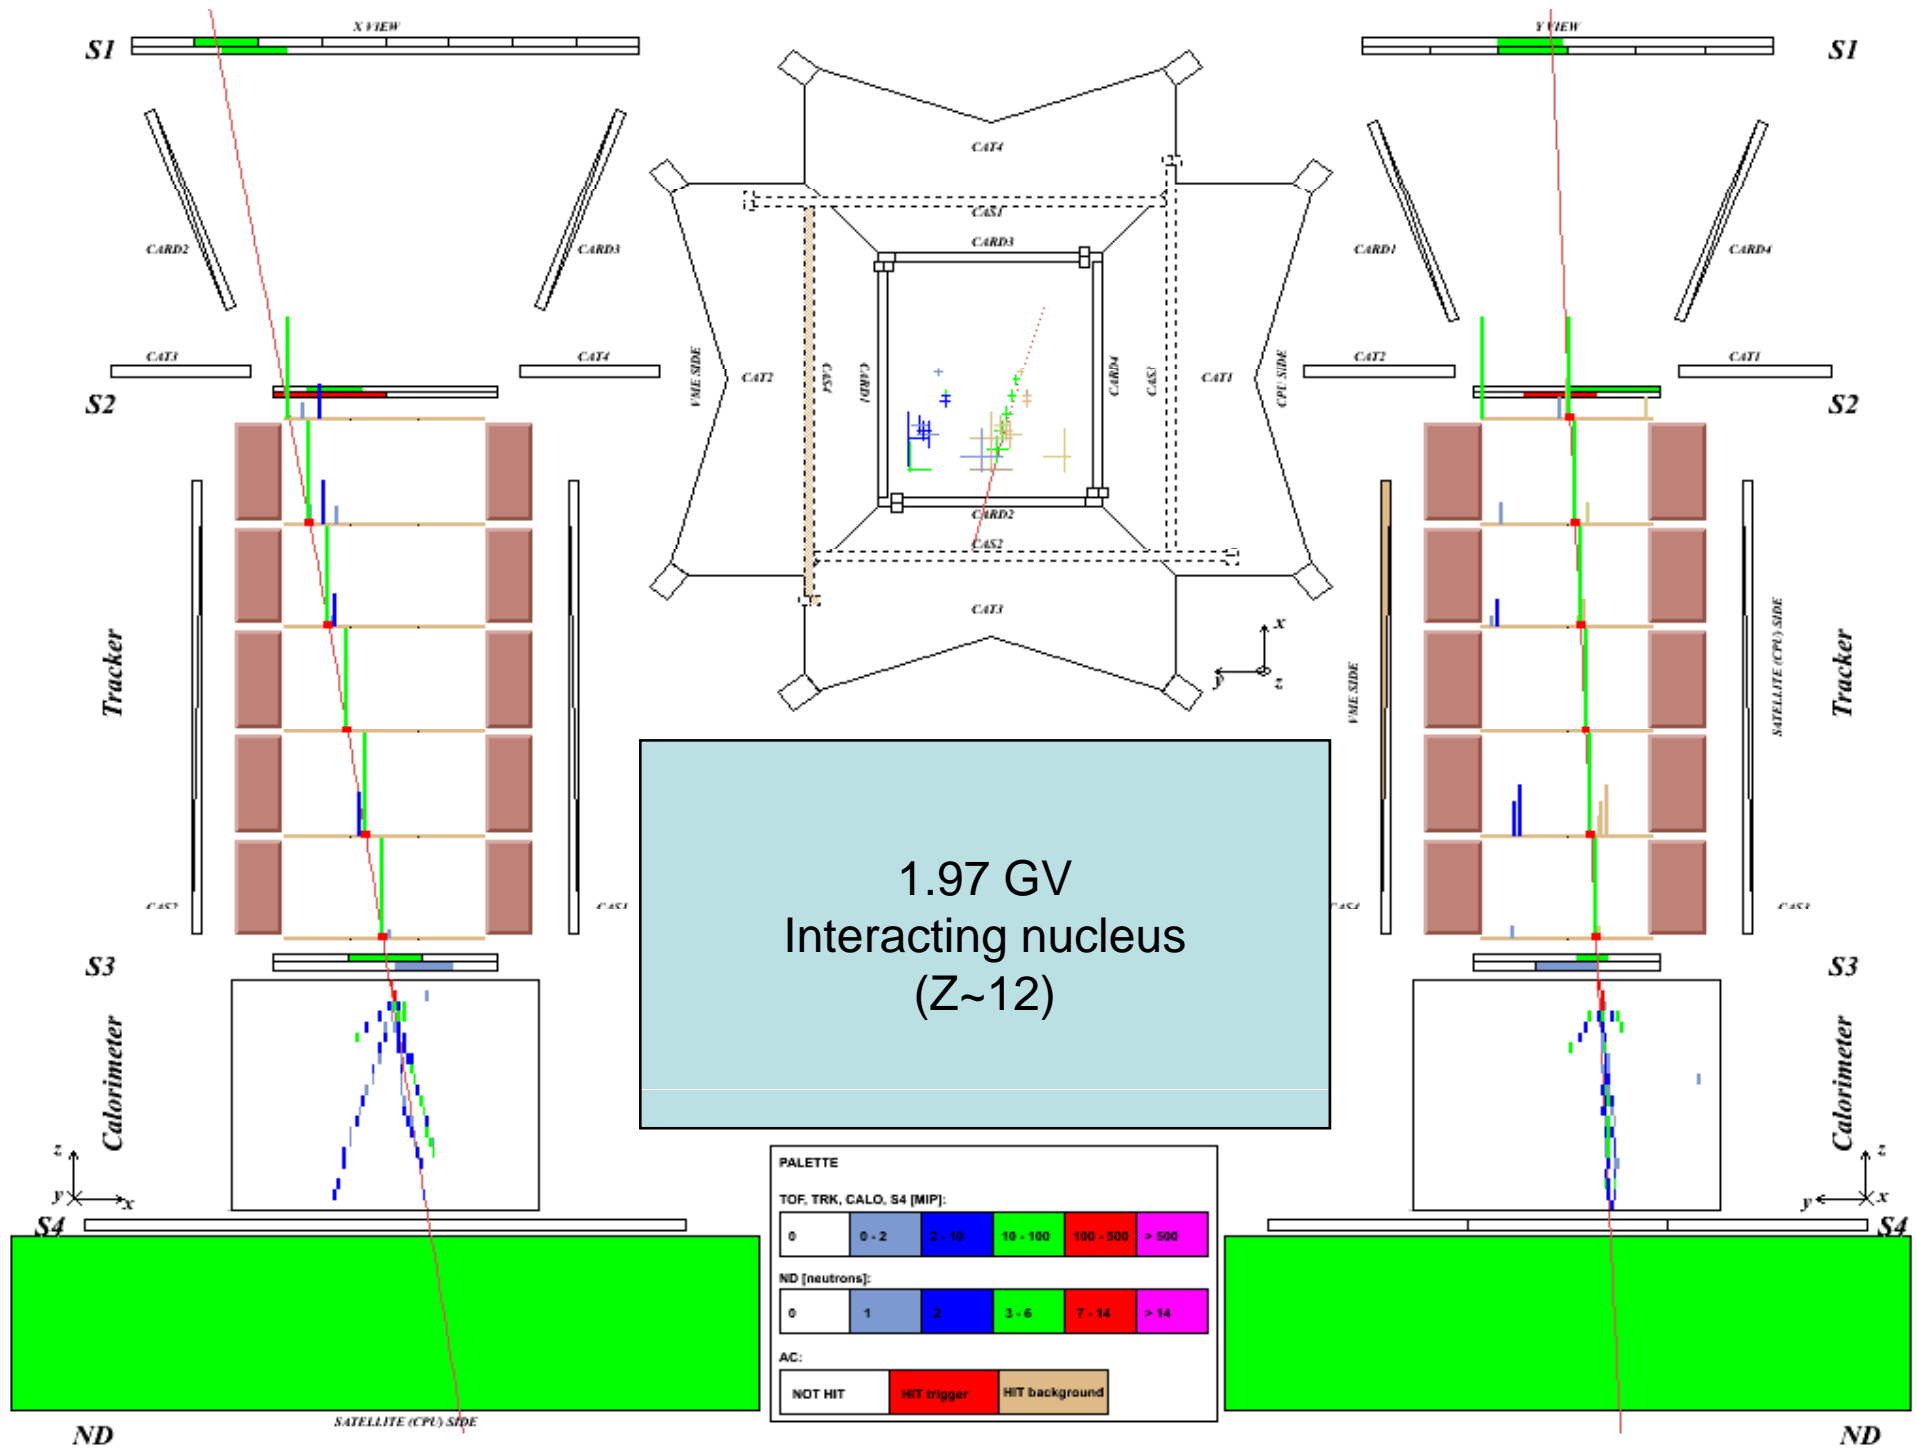 X VIEW
Y VIEW
S1
S1
CARD2
CARD3
CAT4
CAS1
CARD3
CARD1
CARD4
CAT3
CAT4
VME SIDE
CAT2
CAS4
CARD1
CARD4
CAS3
CAT1
CPU SIDE
CAT2
CAT1
S2
S2
CARD2
CAS2
CAT3
x
y
z
Tracker
VME SIDE
SATELLITE (CPU) SIDE
Tracker
CAS2
CAS1
CAS4
CAS3
1.97 GV
Interacting nucleus
(Z~12)
S3
S3
Calorimeter
Calorimeter
z
y
x
z
y
x
S4
S4
PALETTE
TOF, TRK, CALO, S4 [MIP]:
0
0 - 2
2 - 10
10 - 100
100 - 500
> 500
ND [neutrons]:
0
1
2
3 - 6
7 - 14
> 14
AC:
NOT HIT
HIT trigger
HIT background
SATELLITE (CPU) SIDE
ND
ND